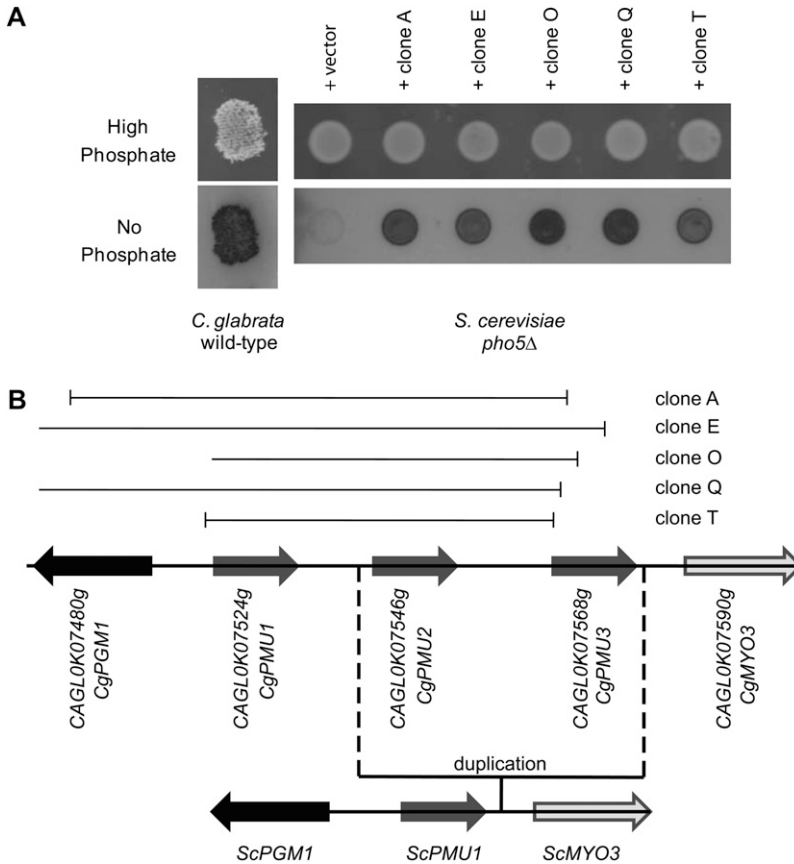 A
+ vector
+ clone A
+ clone E
+ clone O
+ clone Q
+ clone T
High
Phosphate
No
Phosphate
C. glabrata
wild-type
S. cerevisiae
pho5Δ
B
clone A
clone E
clone O
clone Q
clone T
CAGL0K07480g
CgPGM1
CAGL0K07524g
CgPMU1
CAGL0K07546g
CgPMU2
CAGL0K07568g
CgPMU3
CAGL0K07590g
CgMYO3
duplication
ScPGM1
ScPMU1
ScMYO3